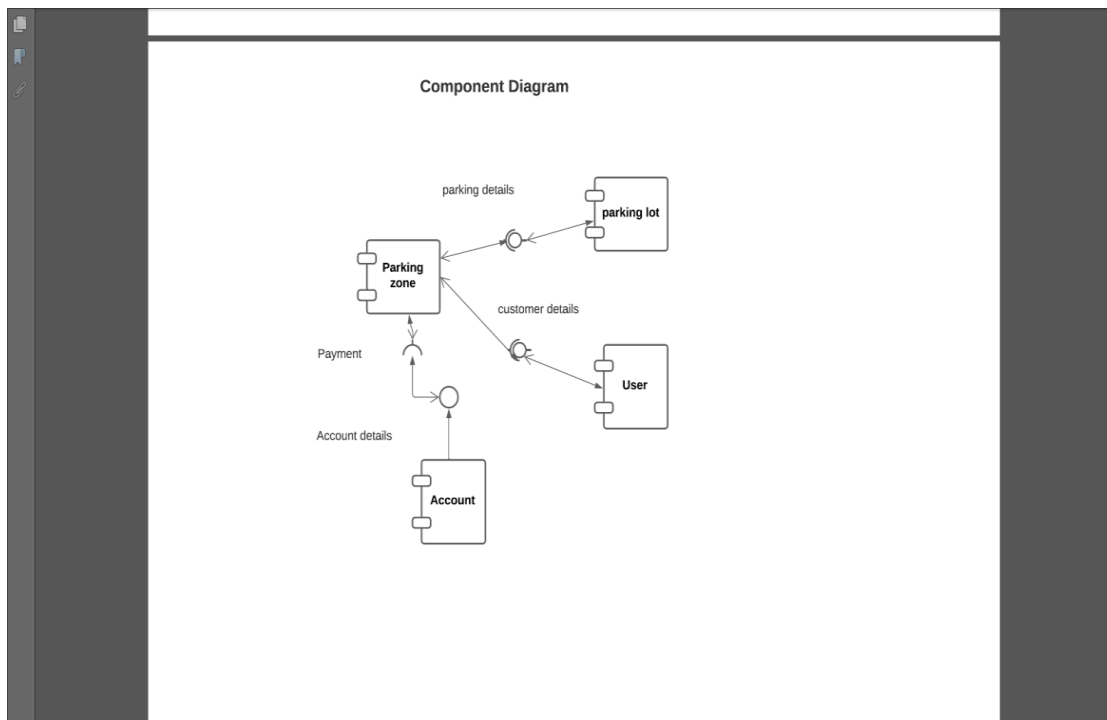 Component Diagram
parking details
parking lot
Parking
zone
customer details
Payment
User
Account details
Account